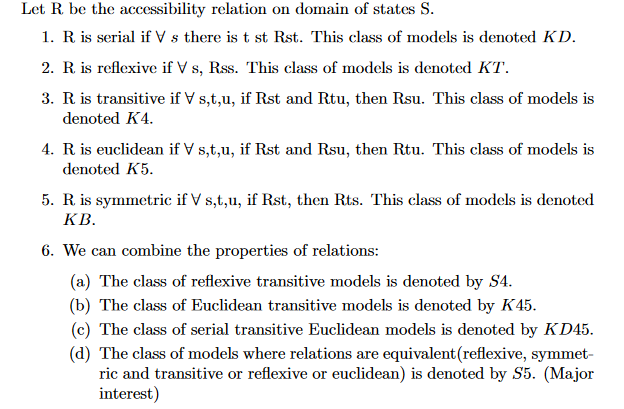 Let R be the accessibility relation on domain of states S.
1. R is serial if ∀ s there is t st Rst. This class of models is denoted KD.
2. R is reflexive if ∀ s, Rss. This class of models is denoted KT.
3. R is transitive if ∀ s,t,u, if Rst and Rtu, then Rsu. This class of models is
denoted K4.
4. R is euclidean if ∀ s,t,u, if Rst and Rsu, then Rtu. This class of models is
denoted K5.
5. R is symmetric if ∀ s,t,u, if Rst, then Rts. This class of models is denoted
KB.
6. We can combine the properties of relations:
(a) The class of reflexive transitive models is denoted by S4.
(b) The class of Euclidean transitive models is denoted by K45.
(c) The class of serial transitive Euclidean models is denoted by KD45.
(d) The class of models where relations are equivalent(reflexive, symmet-
ric and transitive or reflexive or euclidean) is denoted by S5. (Major
interest)